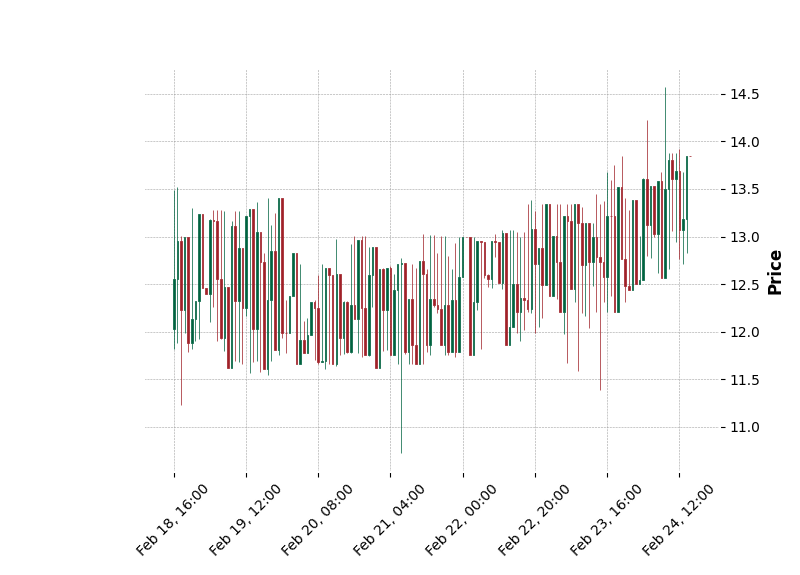 14.5
14.0
13.5
13.0
12.5
12.0
11.5
11.0
Price
Feb 18, 16:00
Feb 19, 12:00
Feb 20, 08:00
Feb 21, 04:00
Feb 22, 00:00
Feb 22, 20:00
Feb 23, 16:00
Feb 24, 12:00